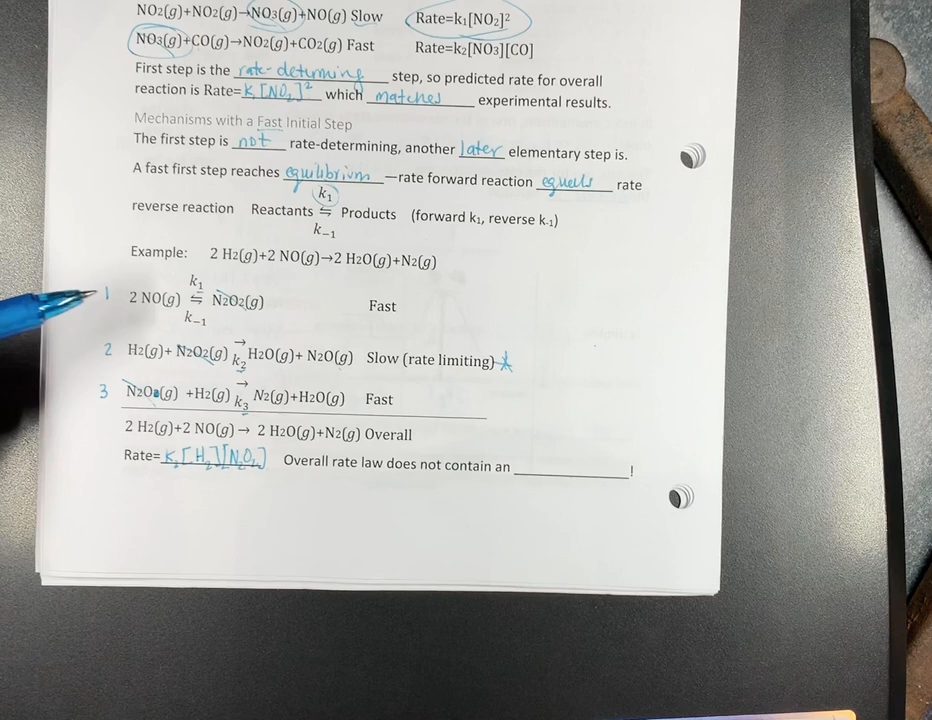 NO2(g)+NO2(g)→NO3(g)+NO(g) Slow Rate=k1[NO2]2
NO3(g)+CO(g)→NO2(g)+CO2(g) Fast Rate=k2[NO3][CO]
First step is the rate-determing step, so predicted rate for overall
reaction is Rate= K1[NO2]2 which matches experimental results.
Mechanisms with a Fast Initial Step
The first step is not rate-determining, another later elementary step is.
A fast first step reaches equilibrium —rate forward reaction equals rate
k1
reverse reaction Reactants ⇋ Products (forward k1, reverse k-1)
k−1
Example: 2 H2(g)+2 NO(g)→2 H2O(g)+N2(g)
k1
1 2 NO(g) ⇋ N2O2(g) Fast
k−1
2 H2(g)+ N2O2(g) →k2 H2O(g)+ N2O(g) Slow (rate limiting)*
3 N2O(g) +H2(g) →k3 N2(g)+H2O(g) Fast
2 H2(g)+2 NO(g)→ 2 H2O(g)+N2(g) Overall
Rate= K2[H2][N2O2] Overall rate law does not contain an ____________!